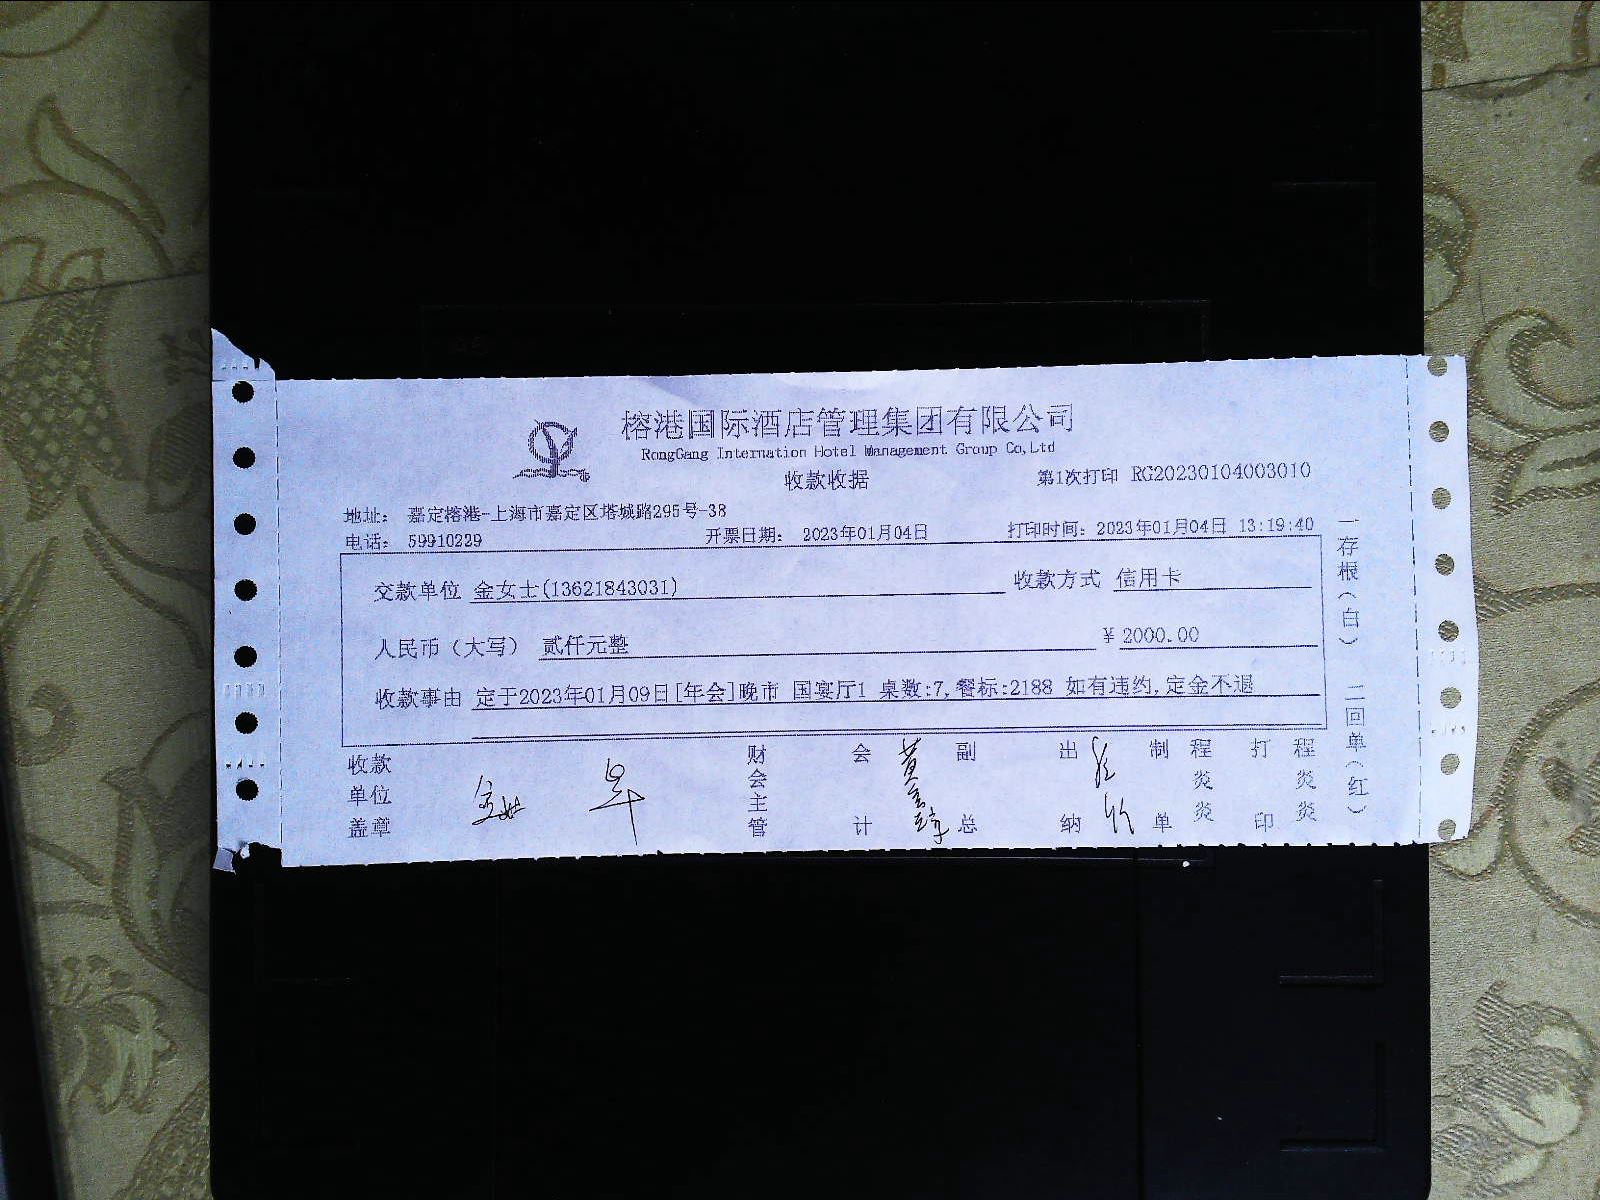 榕港国际酒店管理集团有限公司
RongGang Internation Hotel Management Group Co,Ltd
收款收据
第1次打印 RG20230104003010
地址： 嘉定榕港-上海市嘉定区塔城路295号-38
电话： 59910229 开票日期： 2023年01月04日 打印时间：2023年01月04日 13:19:40
交款单位 金女士(13621843031) 收款方式 信用卡
人民币（大写） 贰仟元整 ¥ 2000.00
收款事由 定于2023年01月09日[年会]晚市 国宴厅1 桌数:7,餐标:2188 如有违约,定金不退
收款单位盖章
财会主管
会计
副总
出纳
制单
程炎炎
打印
程炎炎
一存根（白）
二回单（红）